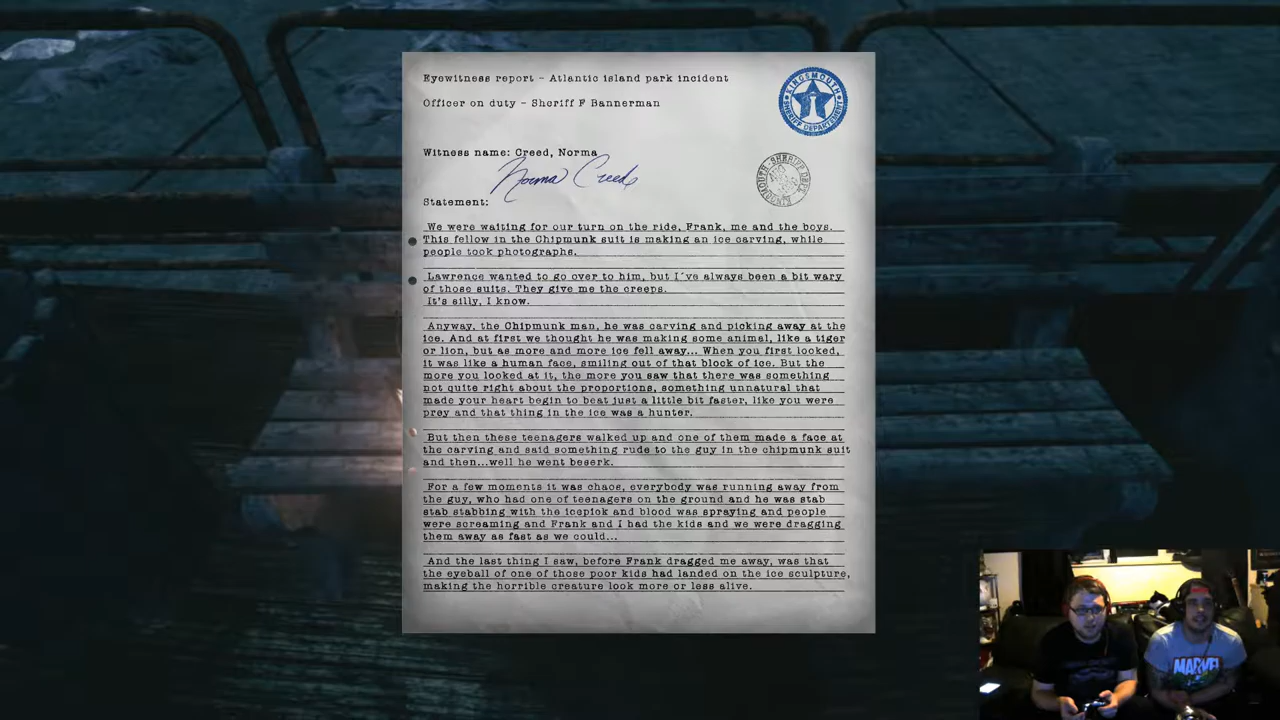 Eyewitness report - Atlantic island park incident
KINGSMOUTH
SHERIFF DEPARTEMENT
Officer on duty - Sheriff F Bannerman
Witness name: Creed, Norma
Norma Creed
KINGSMOUTH - SHERIFF DEPT.
Statement:
We were waiting for our turn on the ride, Frank, me and the boys.
This fellow in the Chipmunk suit is making an ice carving, while
people took photographs.
Lawrence wanted to go over to him, but I´ve always been a bit wary
of those suits. They give me the creeps.
It's silly, I know.
Anyway, the Chipmunk man, he was carving and picking away at the
ice. And at first we thought he was making some animal, like a tiger
or lion, but as more and more ice fell away... When you first looked,
it was like a human face, smiling out of that block of ice. But the
more you looked at it, the more you saw that there was something
not quite right about the proportions, something unnatural that
made your heart begin to beat just a little bit faster, like you were
prey and that thing in the ice was a hunter.
But then these teenagers walked up and one of them made a face at
the carving and said something rude to the guy in the chipmunk suit
and then...well he went beserk.
For a few moments it was chaos, everybody was running away from
the guy, who had one of teenagers on the ground and he was stab
stab stabbing with the icepick and blood was spraying and people
were screaming and Frank and I had the kids and we were dragging
them away as fast as we could...
And the last thing I saw, before Frank dragged me away, was that
the eyeball of one of those poor kids had landed on the ice sculpture,
making the horrible creature look more or less alive.
MARVEL